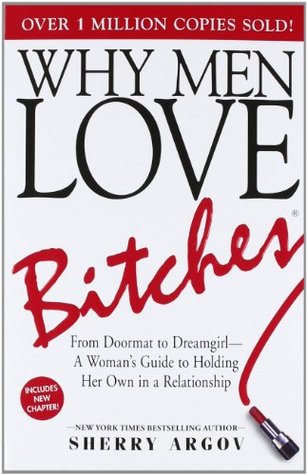 OVER 1 MILLION COPIES SOLD!
WHY MEN
LOVE
Bitches®
From Doormat to Dreamgirl—
A Woman's Guide to Holding
Her Own in a Relationship
INCLUDES
NEW
CHAPTER!
—NEW YORK TIMES BESTSELLING AUTHOR—
SHERRY ARGOV